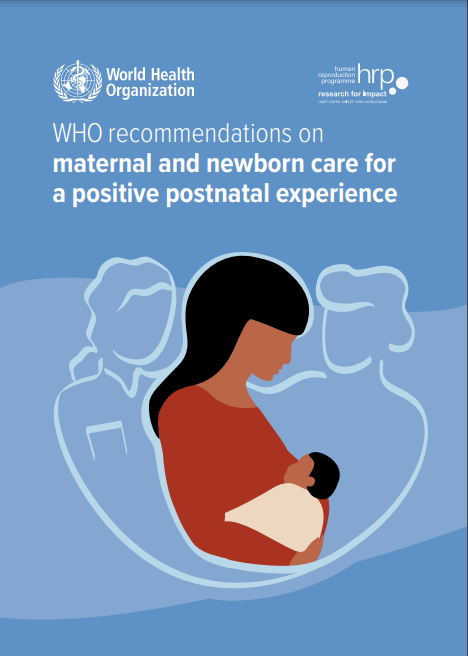 World Health
Organization
human
reproduction
programme
hrp
research for impact
WHO recommendations on
maternal and newborn care for
a positive postnatal experience